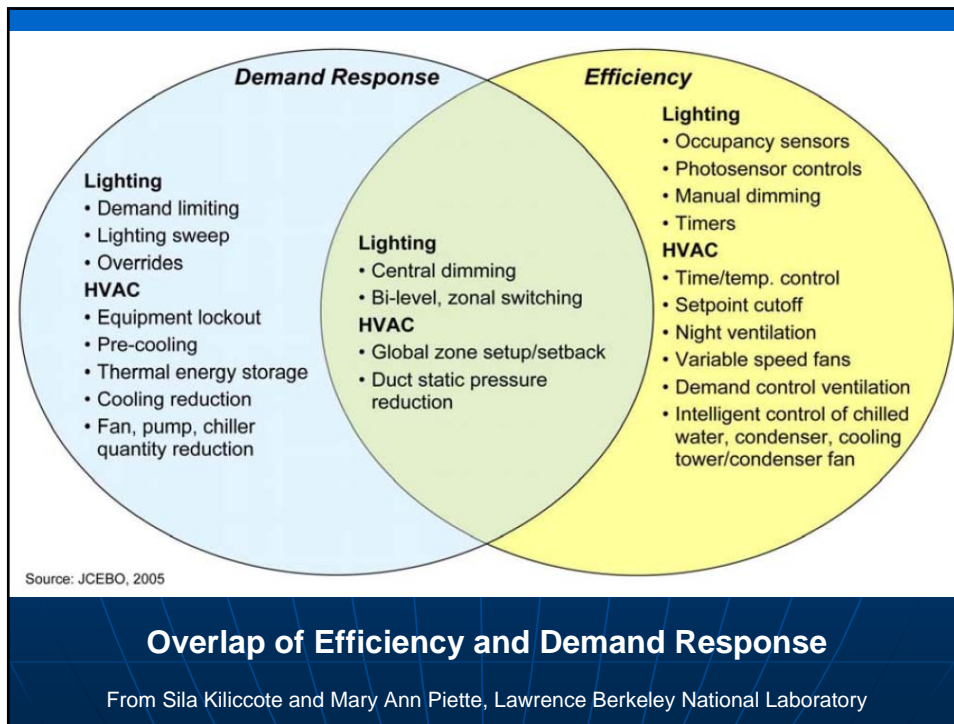 Demand Response
Efficiency
Lighting
• Demand limiting
• Lighting sweep
• Overrides
HVAC
• Equipment lockout
• Pre-cooling
• Thermal energy storage
• Cooling reduction
• Fan, pump, chiller
quantity reduction
Lighting
• Central dimming
• Bi-level, zonal switching
HVAC
• Global zone setup/setback
• Duct static pressure
reduction
Lighting
• Occupancy sensors
• Photosensor controls
• Manual dimming
• Timers
HVAC
• Time/temp. control
• Setpoint cutoff
• Night ventilation
• Variable speed fans
• Demand control ventilation
• Intelligent control of chilled
water, condenser, cooling
tower/condenser fan
Source: JCEBO, 2005
Overlap of Efficiency and Demand Response
From Sila Kiliccote and Mary Ann Piette, Lawrence Berkeley National Laboratory